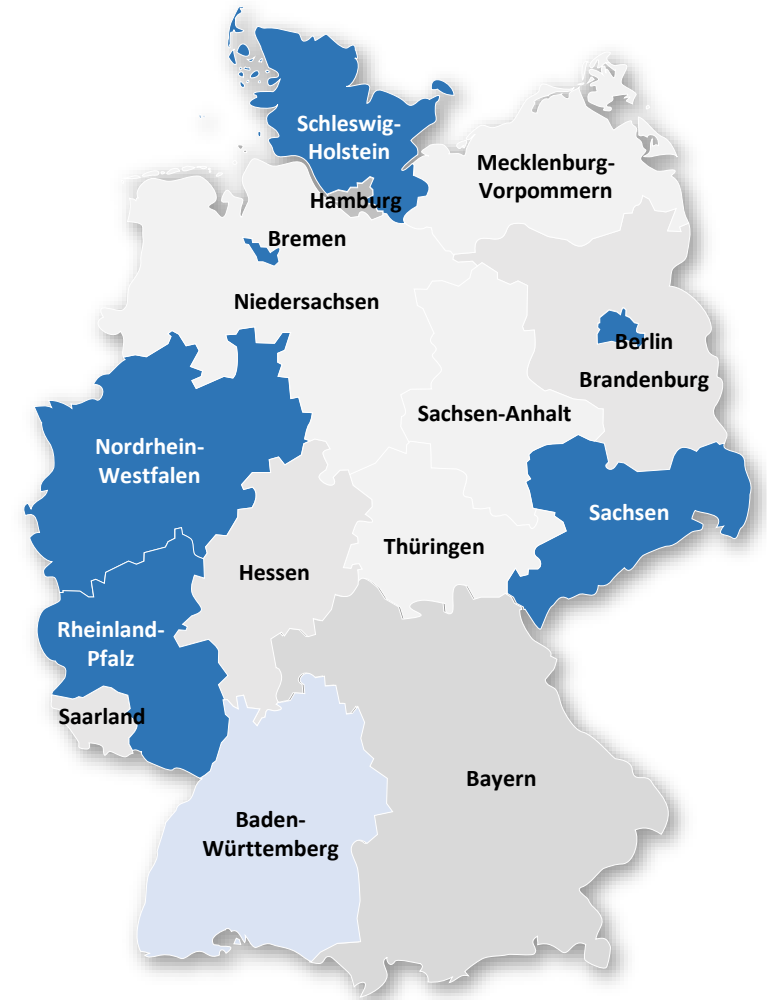 Schleswig-
Holstein
Mecklenburg-
Vorpommern
Hamburg
Bremen
Niedersachsen
Berlin
Brandenburg
Sachsen-Anhalt
Nordrhein-
Westfalen
Sachsen
Thüringen
Hessen
Rheinland-
Pfalz
Saarland
Bayern
Baden-
Württemberg